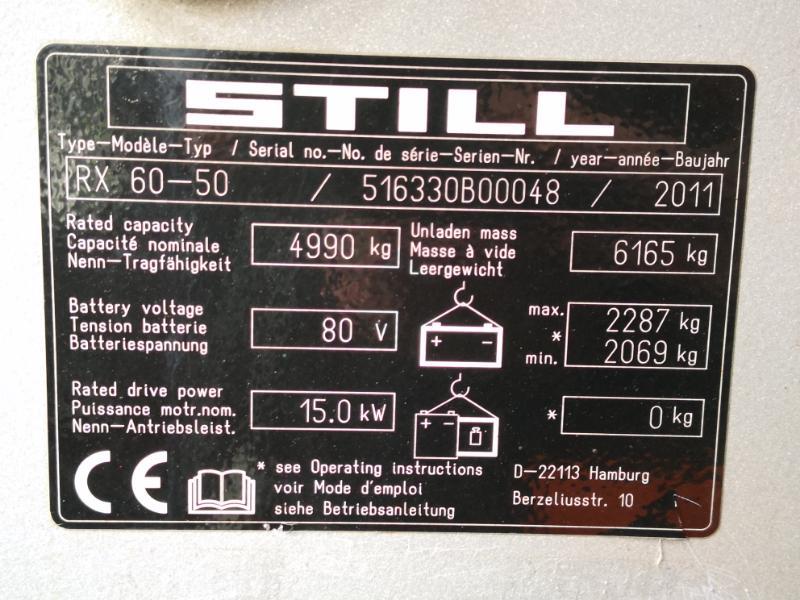 STILL
Type-Modèle-Typ / Serial no.-No. de série-Serien-Nr. / year-année-Baujahr
RX 60-50 / 516330B00048 / 2011
Rated capacity
Capacité nominale
Nenn-Tragfähigkeit
4990 kg
Unladen mass
Masse à vide
Leergewicht
6165 kg
Battery voltage
Tension batterie
Batteriespannung
80 V
+ -
max. 2287 kg
*
min. 2069 kg
Rated drive power
Puissance motr.nom.
Nenn-Antriebsleist.
15.0 kW
+ -
* 0 kg
CE
* see Operating instructions
voir Mode d'emploi
siehe Betriebsanleitung
D-22113 Hamburg
Berzeliusstr. 10